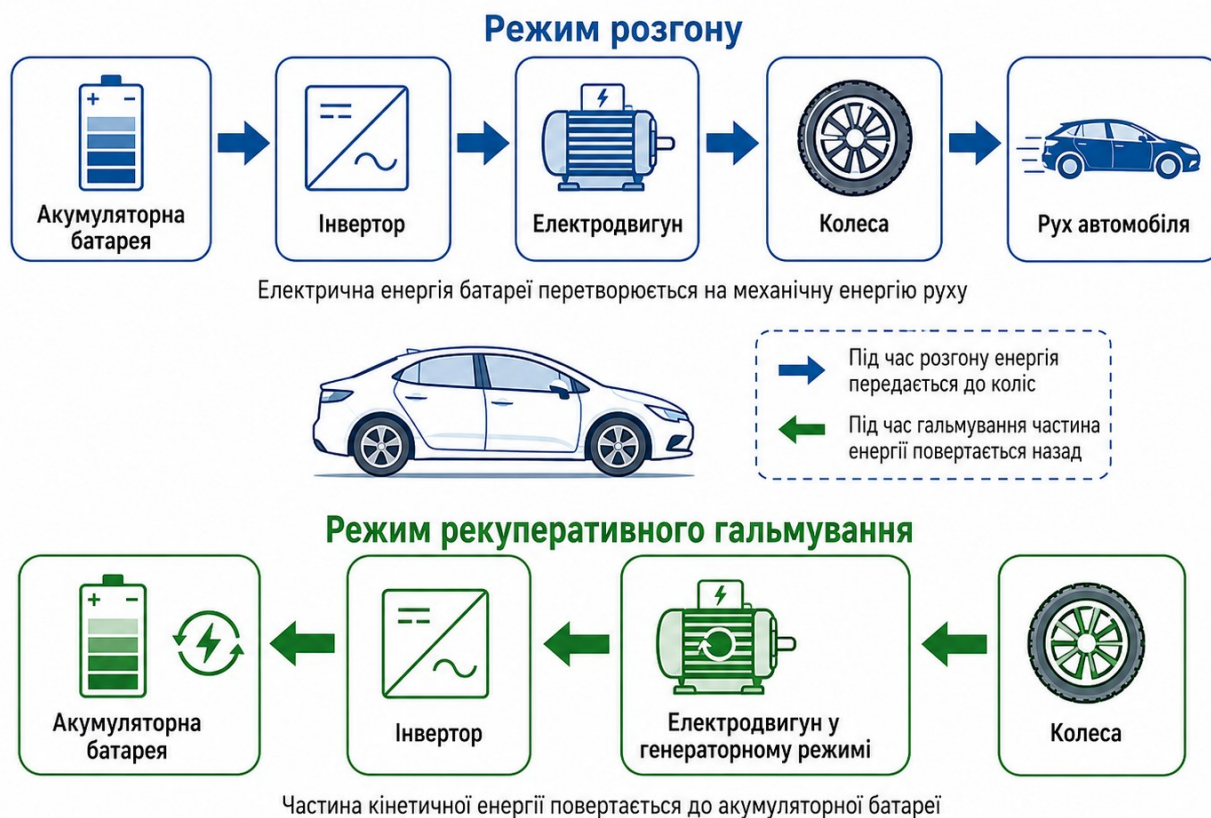 Режим розгону
+ −
Акумуляторна
батарея
Інвертор
Електродвигун
Колеса
Рух автомобіля
Електрична енергія батареї перетворюється на механічну енергію руху
Під час розгону енергія
передається до коліс
Під час гальмування частина
енергії повертається назад
Режим рекуперативного гальмування
+ −
Акумуляторна
батарея
Інвертор
Електродвигун у
генераторному режимі
Колеса
Частина кінетичної енергії повертається до акумуляторної батареї